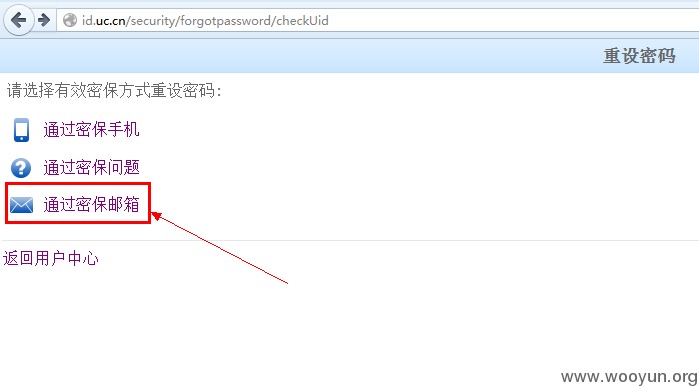 id.uc.cn/security/forgotpassword/checkUid
重设密码
请选择有效密保方式重设密码:
通过密保手机
通过密保问题
通过密保邮箱
返回用户中心
www.wooyun.org